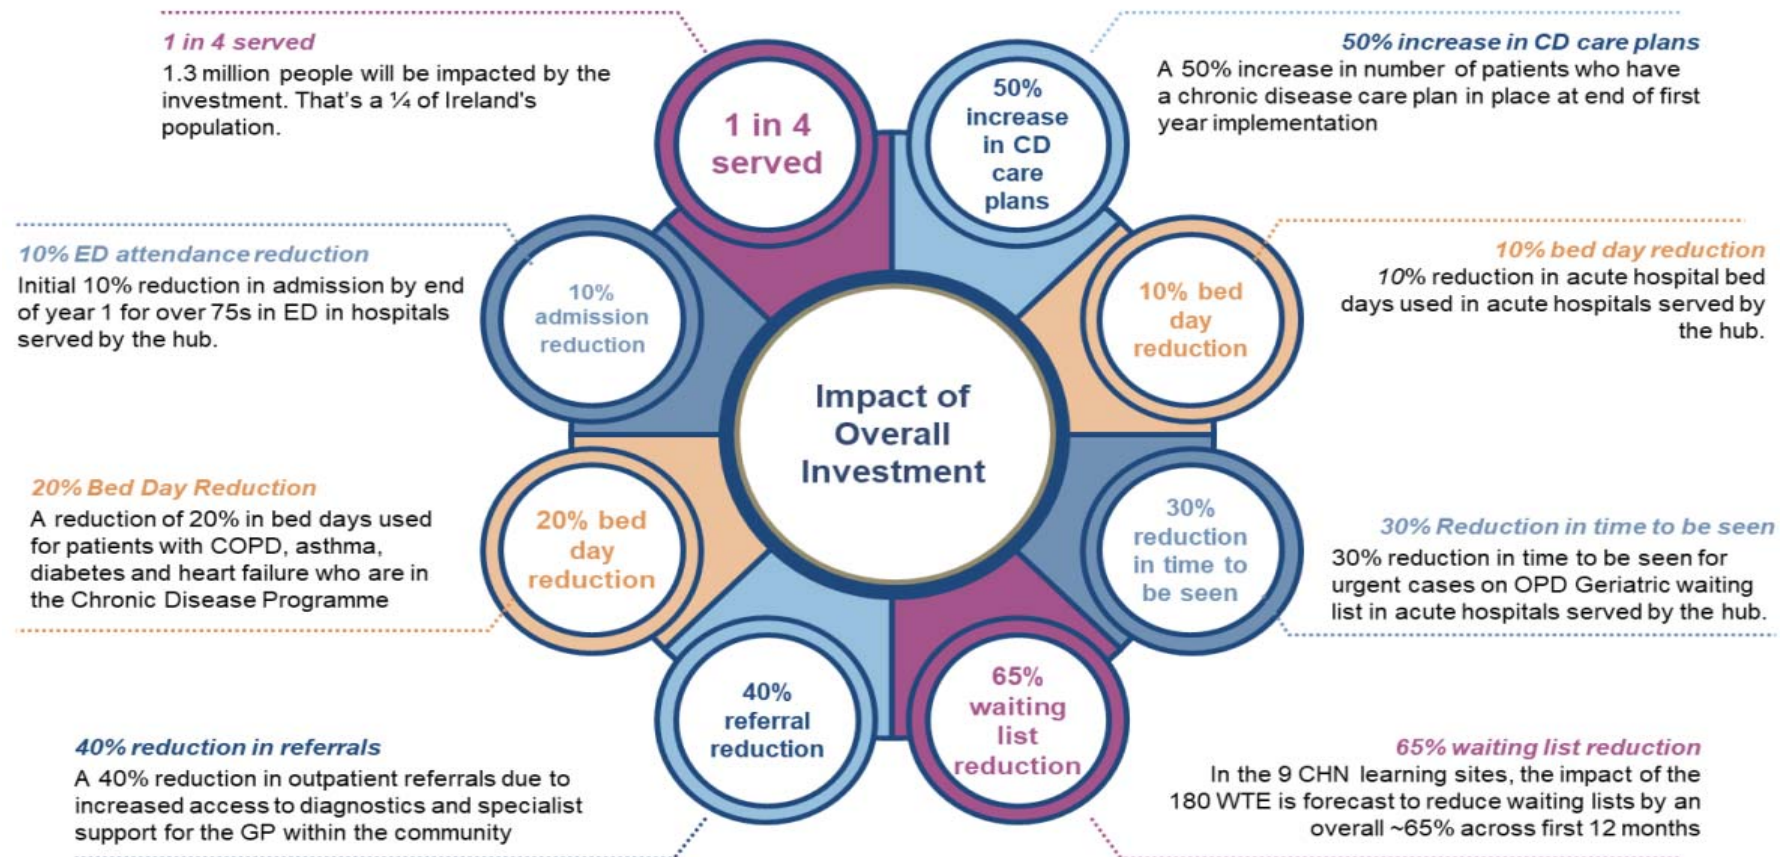 1 in 4 served
1.3 million people will be impacted by the
investment. That's a ¼ of Ireland's
population.
50% increase in CD care plans
A 50% increase in number of patients who have
a chronic disease care plan in place at end of first
year implementation
1 in 4
served
50%
increase
in CD
care
plans
10% ED attendance reduction
Initial 10% reduction in admission by end
of year 1 for over 75s in ED in hospitals
served by the hub.
10%
admission
reduction
10% bed
day
reduction
10% bed day reduction
10% reduction in acute hospital bed
days used in acute hospitals served by
the hub.
Impact of
Overall
Investment
20% Bed Day Reduction
A reduction of 20% in bed days used
for patients with COPD, asthma,
diabetes and heart failure who are in
the Chronic Disease Programme
20% bed
day
reduction
30%
reduction
in time to
be seen
30% Reduction in time to be seen
30% reduction in time to be seen for
urgent cases on OPD Geriatric waiting
list in acute hospitals served by the hub.
40%
referral
reduction
65%
waiting
list
reduction
40% reduction in referrals
A 40% reduction in outpatient referrals due to
increased access to diagnostics and specialist
support for the GP within the community
65% waiting list reduction
In the 9 CHN learning sites, the impact of the
180 WTE is forecast to reduce waiting lists by an
overall ~65% across first 12 months